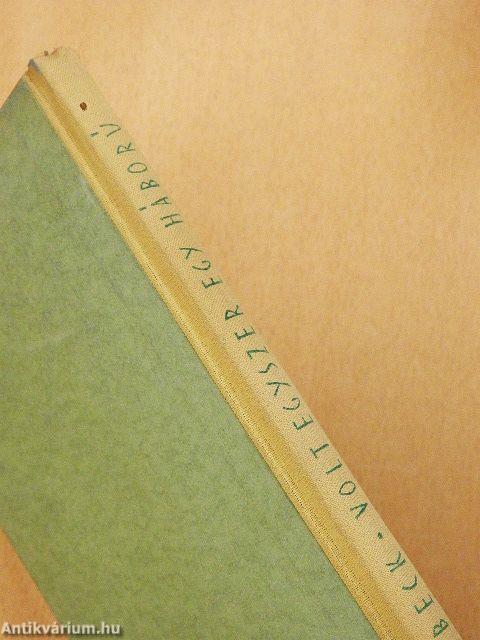 BECK · VOLT EGYSZER EGY HÁBORÚ
Antikvárium.hu